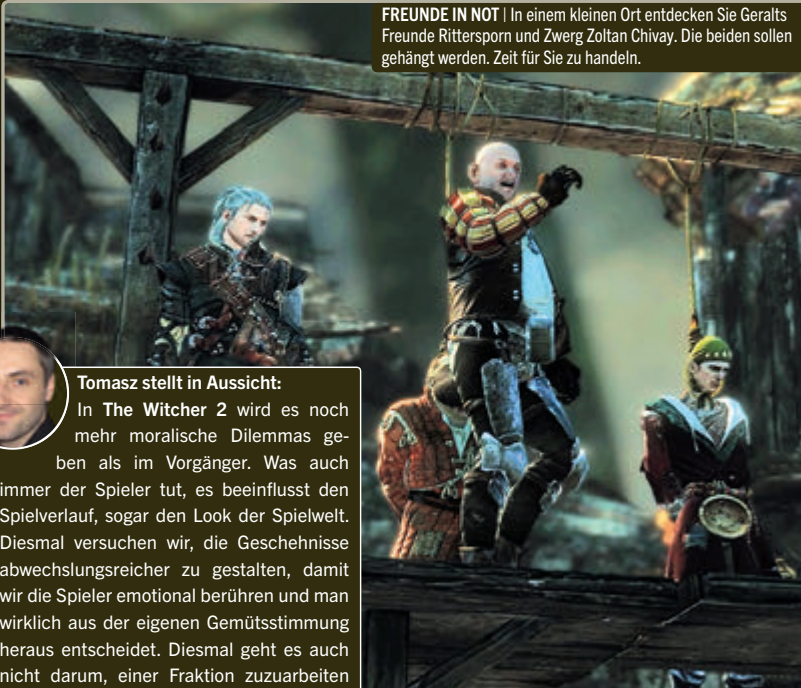 FREUNDE IN NOT | In einem kleinen Ort entdecken Sie Geralts
Freunde Rittersporn und Zwerg Zoltan Chivay. Die beiden sollen
gehängt werden. Zeit für Sie zu handeln.
Tomasz stellt in Aussicht:
In The Witcher 2 wird es noch
mehr moralische Dilemmas ge-
ben als im Vorgänger. Was auch
immer der Spieler tut, es beeinflusst den
Spielverlauf, sogar den Look der Spielwelt.
Diesmal versuchen wir, die Geschehnisse
abwechslungsreicher zu gestalten, damit
wir die Spieler emotional berühren und man
wirklich aus der eigenen Gemütsstimmung
heraus entscheidet. Diesmal geht es auch
nicht darum, einer Fraktion zuzuarbeiten